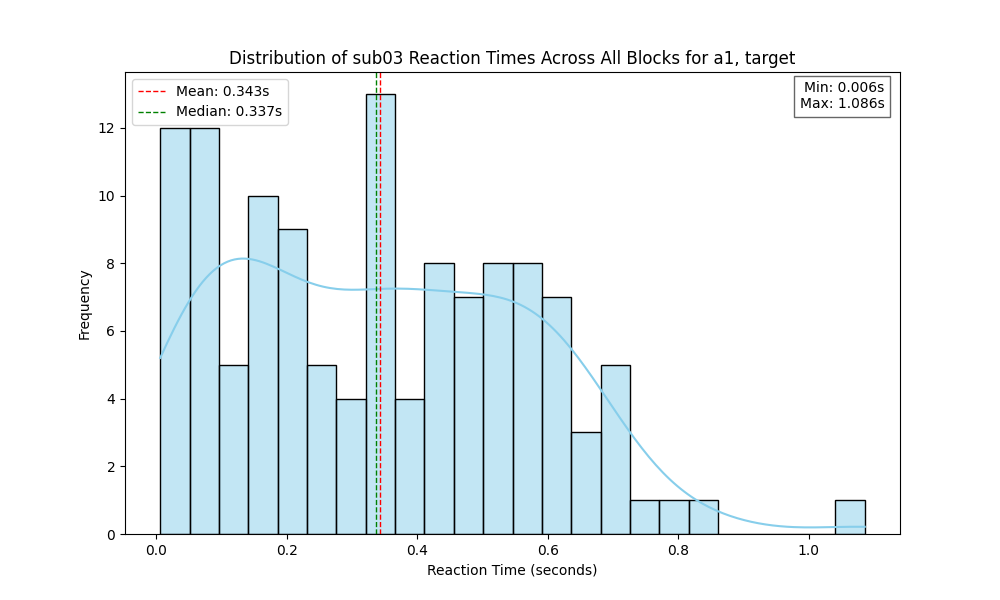 Distribution of sub03 Reaction Times Across All Blocks for a1, target
Mean: 0.343s
Median: 0.337s
Min: 0.006s
Max: 1.086s
Frequency
12
10
8
6
4
2
0
0.0 0.2 0.4 0.6 0.8 1.0
Reaction Time (seconds)